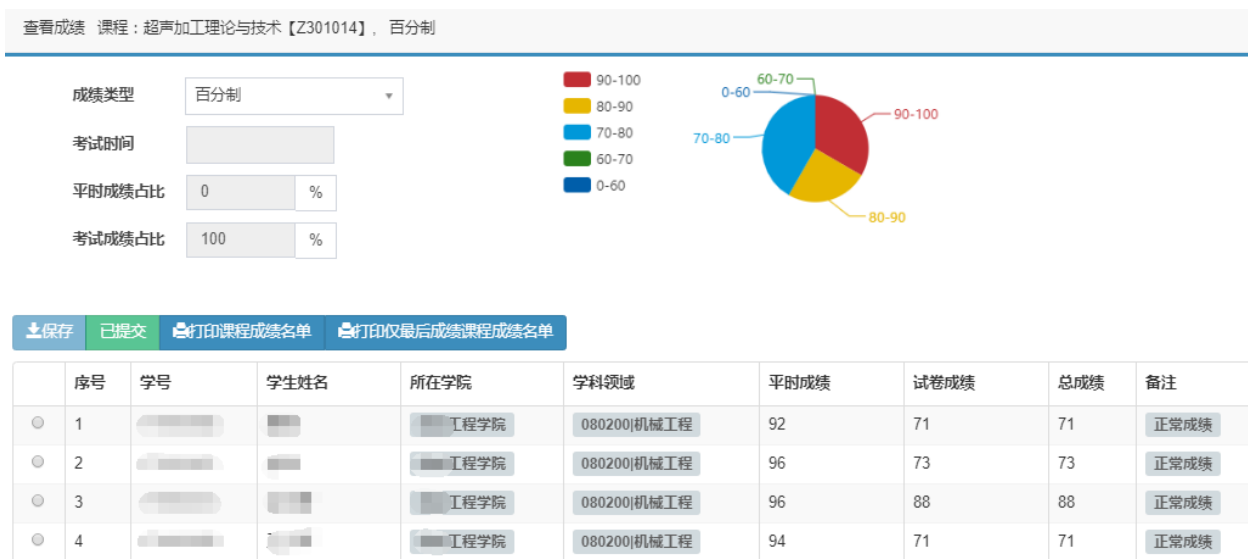 查看成绩 课程：超声加工理论与技术【Z301014】, 百分制
成绩类型 百分制
考试时间
平时成绩占比 0 %
考试成绩占比 100 %
90-100
80-90
70-80
60-70
0-60
60-70
0-60
90-100
70-80
80-90
保存 已提交 打印课程成绩名单 打印仅最后成绩课程成绩名单
序号 学号 学生姓名 所在学院 学科领域 平时成绩 试卷成绩 总成绩 备注
1 工程学院 080200|机械工程 92 71 71 正常成绩
2 工程学院 080200|机械工程 96 73 73 正常成绩
3 工程学院 080200|机械工程 96 88 88 正常成绩
4 工程学院 080200|机械工程 94 71 71 正常成绩